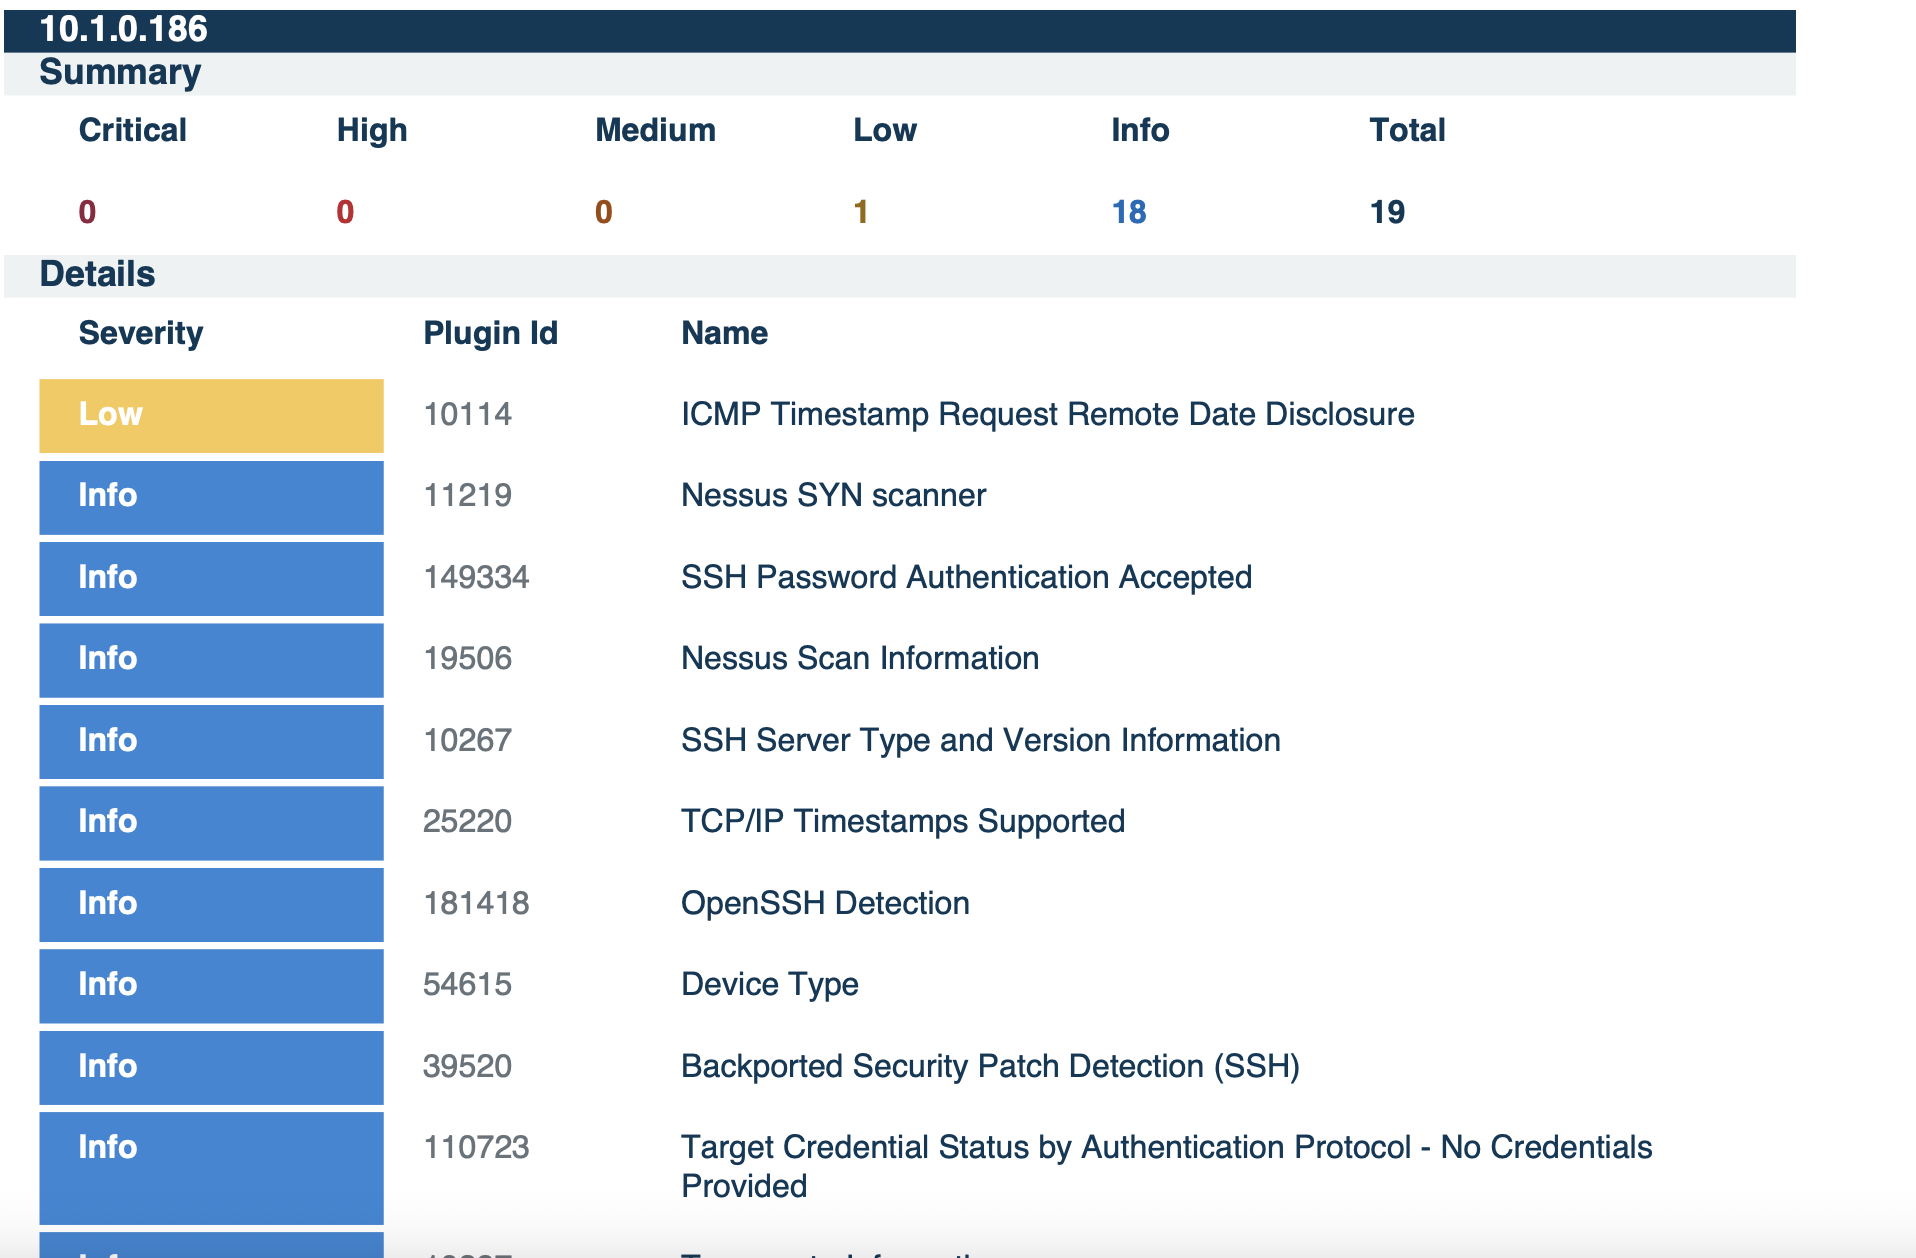 10.1.0.186
Summary
Critical High Medium Low Info Total
0 0 0 1 18 19
Details
Severity Plugin Id Name
Low 10114 ICMP Timestamp Request Remote Date Disclosure
Info 11219 Nessus SYN scanner
Info 149334 SSH Password Authentication Accepted
Info 19506 Nessus Scan Information
Info 10267 SSH Server Type and Version Information
Info 25220 TCP/IP Timestamps Supported
Info 181418 OpenSSH Detection
Info 54615 Device Type
Info 39520 Backported Security Patch Detection (SSH)
Info 110723 Target Credential Status by Authentication Protocol - No Credentials
Provided